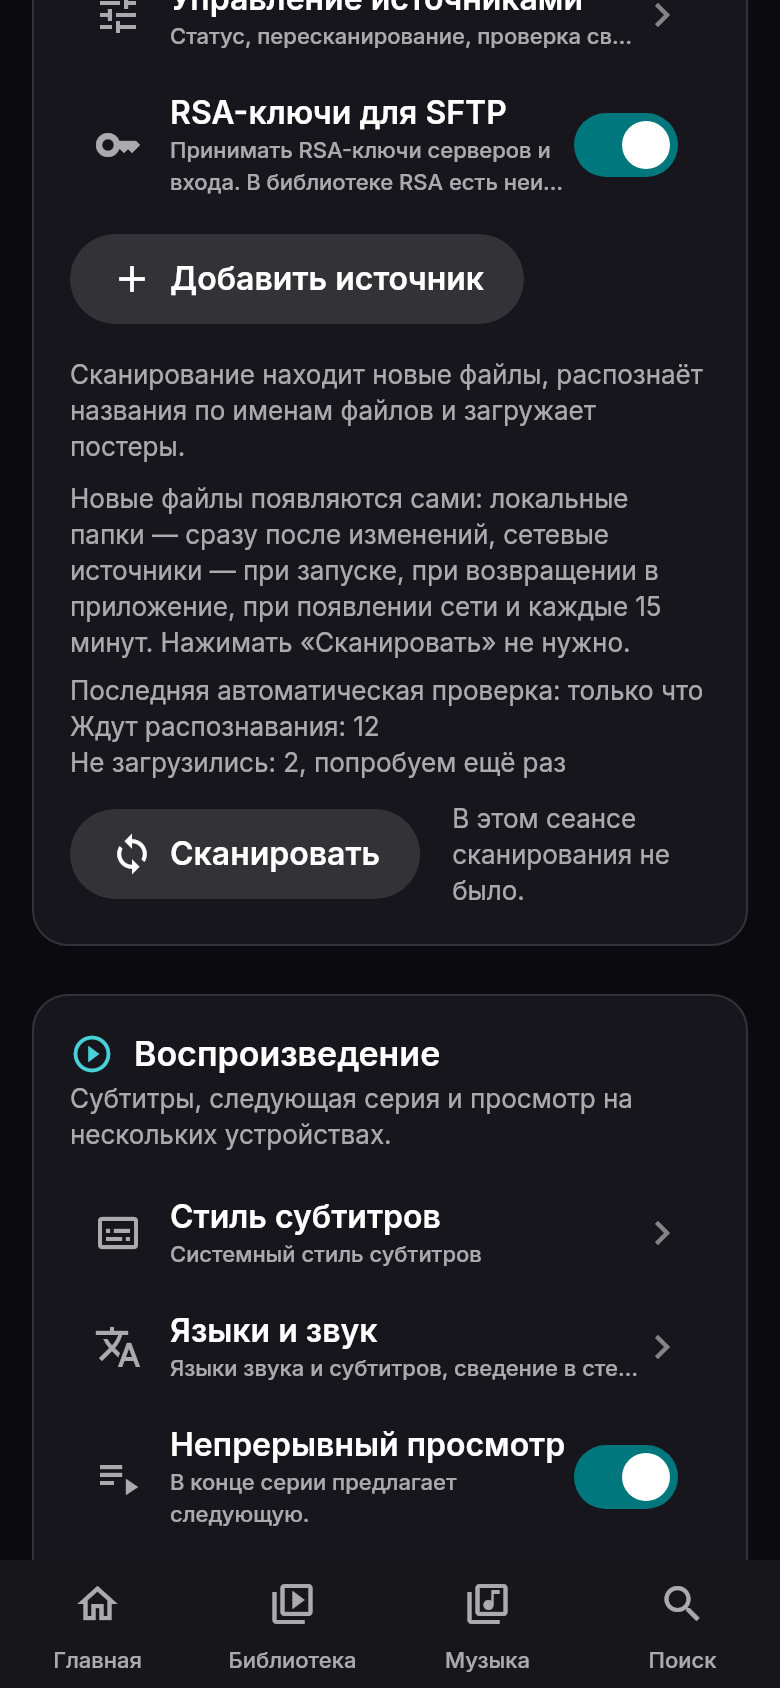 Управление источниками
Статус, пересканирование, проверка св...
RSA-ключи для SFTP
Принимать RSA-ключи серверов и
входа. В библиотеке RSA есть неи...
Добавить источник
Сканирование находит новые файлы, распознаёт
названия по именам файлов и загружает
постеры.
Новые файлы появляются сами: локальные
папки — сразу после изменений, сетевые
источники — при запуске, при возвращении в
приложение, при появлении сети и каждые 15
минут. Нажимать «Сканировать» не нужно.
Последняя автоматическая проверка: только что
Ждут распознавания: 12
Не загрузились: 2, попробуем ещё раз
Сканировать
В этом сеансе
сканирования не
было.
Воспроизведение
Субтитры, следующая серия и просмотр на
нескольких устройствах.
Стиль субтитров
Системный стиль субтитров
Языки и звук
Языки звука и субтитров, сведение в сте...
Непрерывный просмотр
В конце серии предлагает
следующую.
Главная
Библиотека
Музыка
Поиск